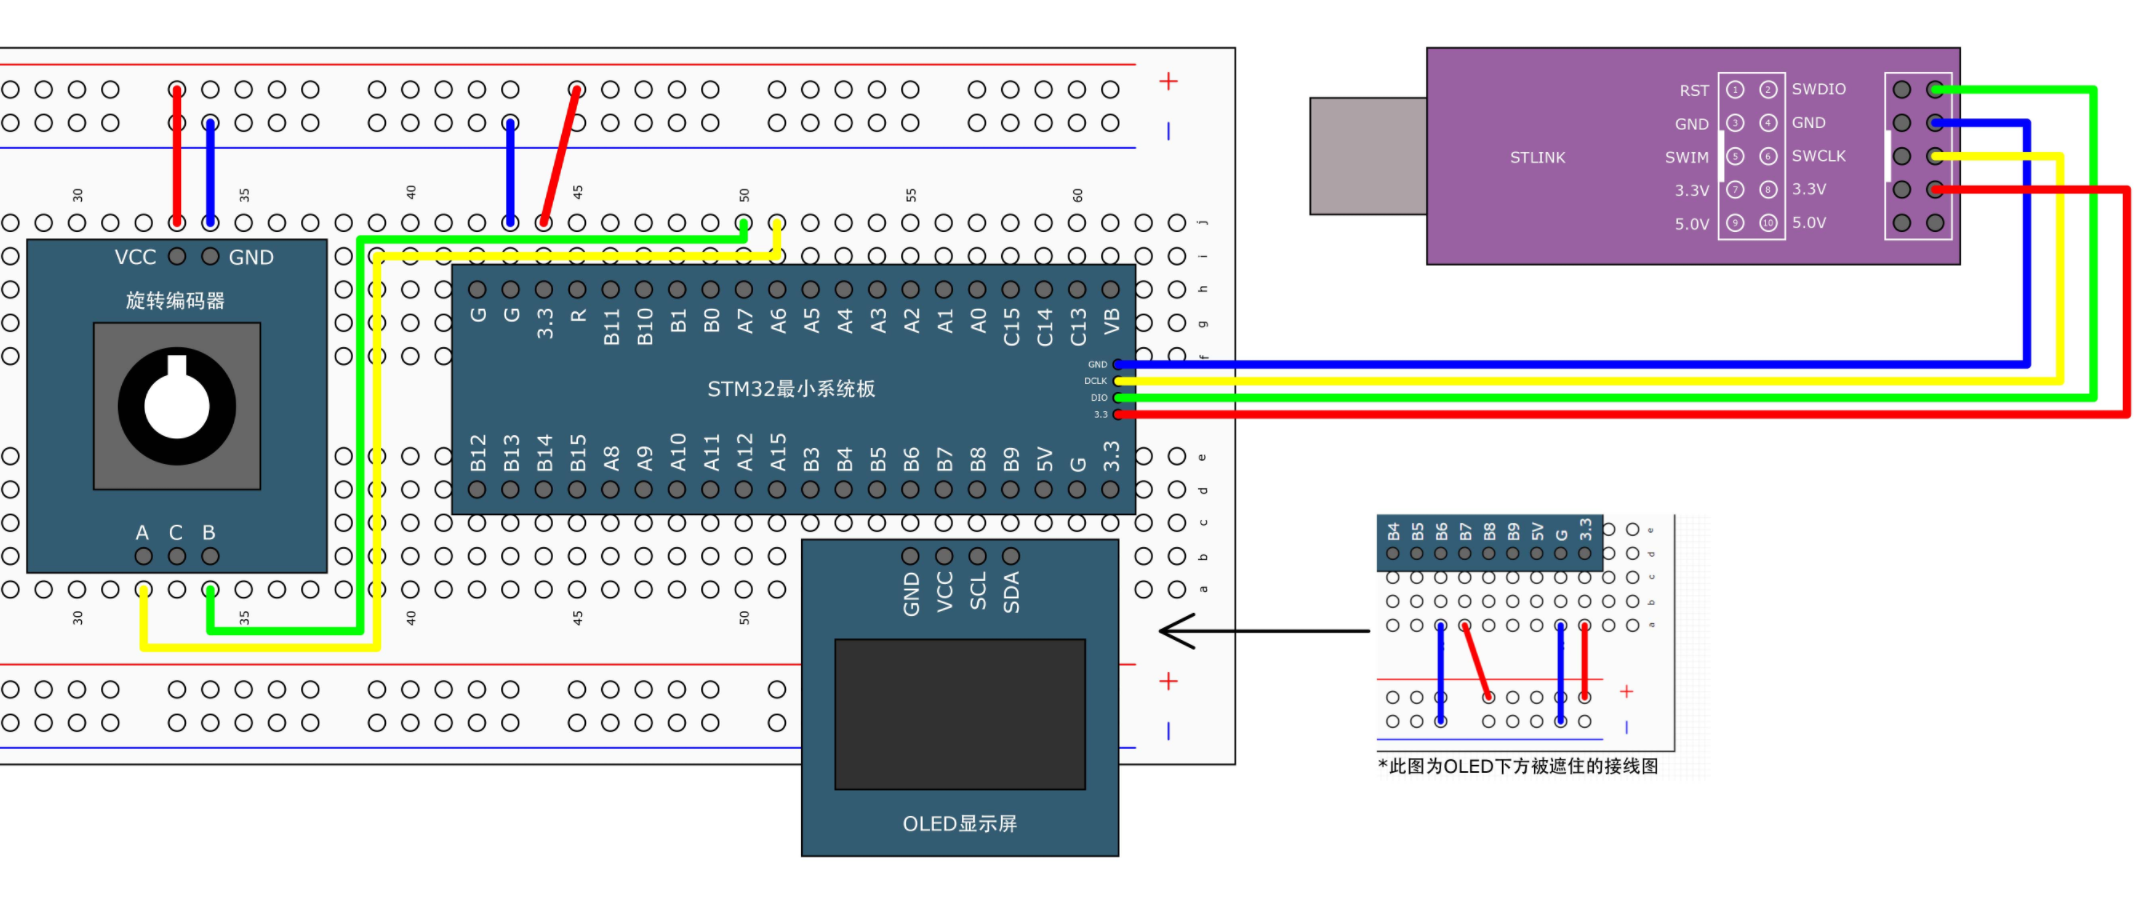 +
−
30
35
40
45
50
55
60
j
i
h
g
f
e
d
c
b
a
VCC
GND
旋转编码器
A C B
G G 3.3 R B11 B10 B1 B0 A7 A6 A5 A4 A3 A2 A1 A0 C15 C14 C13 VB
GND
DCLK
DIO
3.3
STM32最小系统板
B12 B13 B14 B15 A8 A9 A10 A11 A12 A15 B3 B4 B5 B6 B7 B8 B9 5V G 3.3
30
35
40
45
50
GND VCC SCL SDA
OLED显示屏
+
−
STLINK
RST 1 2 SWDIO
GND 3 4 GND
SWIM 5 6 SWCLK
3.3V 7 8 3.3V
5.0V 9 10 5.0V
B4 B5 B6 B7 B8 B9 5V G 3.3
e
d
c
b
a
+
−
*此图为OLED下方被遮住的接线图